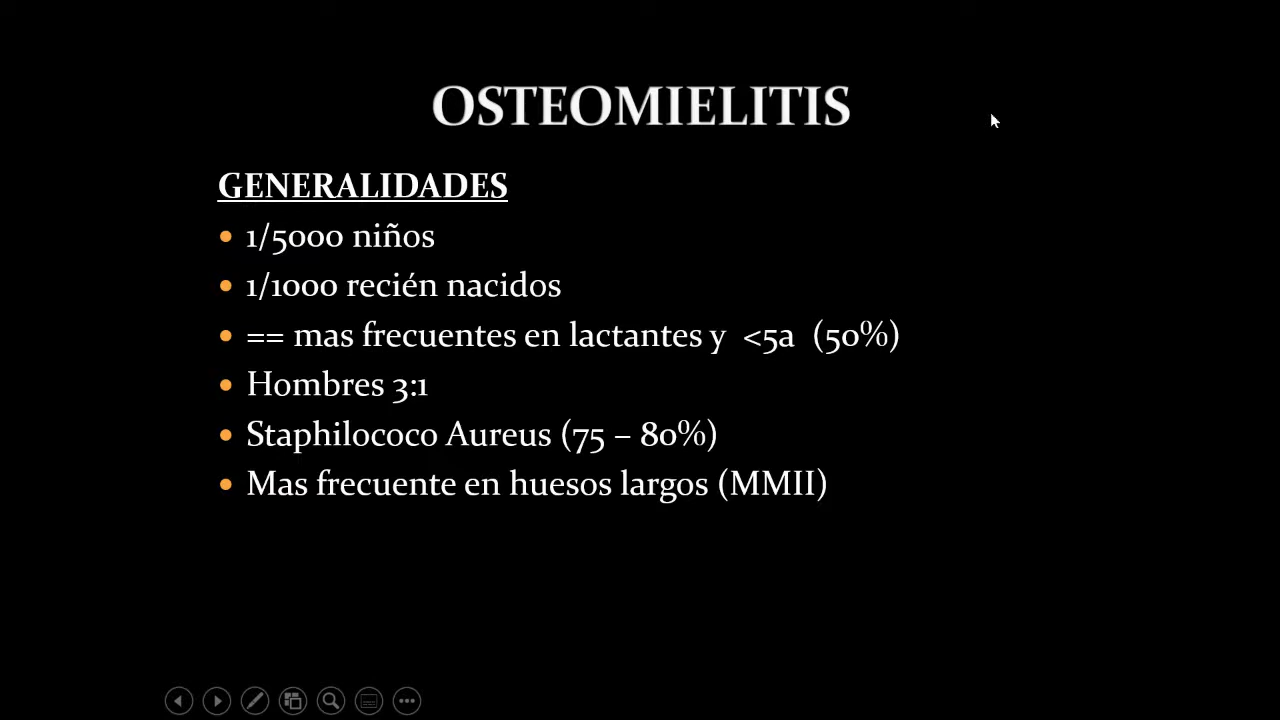 OSTEOMIELITIS
GENERALIDADES
• 1/5000 niños
• 1/1000 recién nacidos
• == mas frecuentes en lactantes y <5a (50%)
• Hombres 3:1
• Staphilococo Aureus (75 – 80%)
• Mas frecuente en huesos largos (MMII)